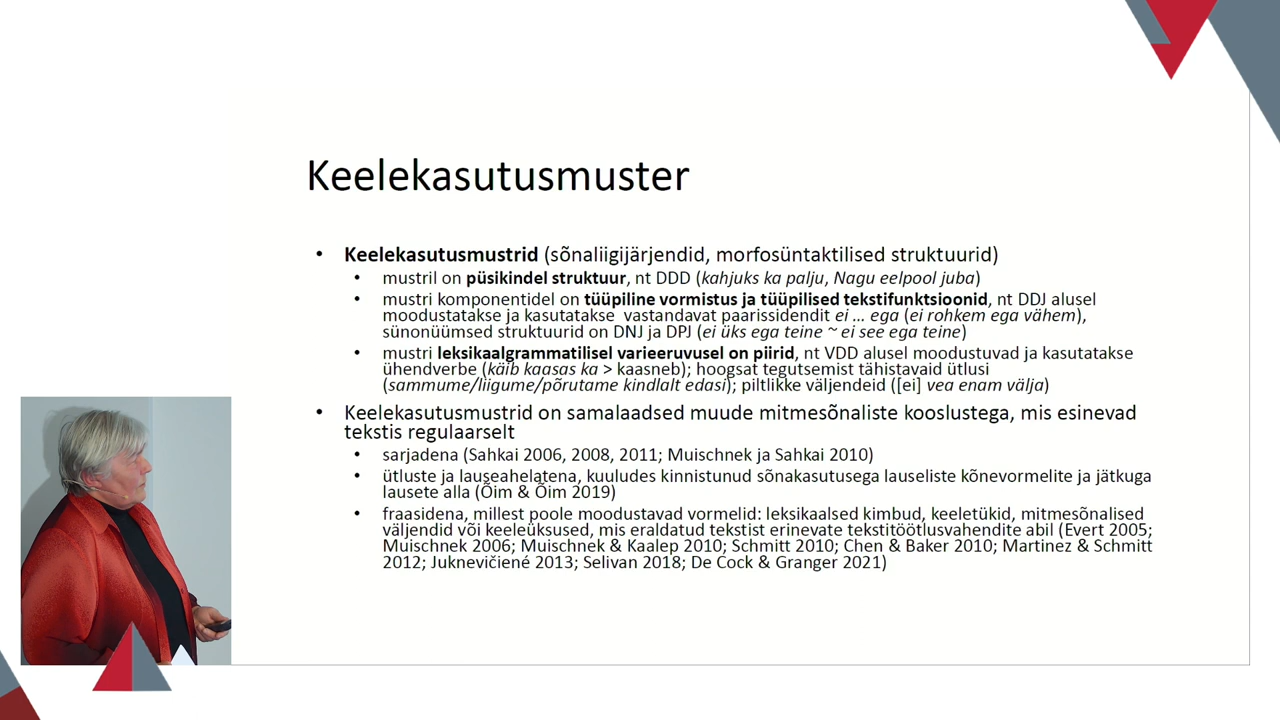 Keelekasutusmuster
• Keelekasutusmustrid (sõnaliigijärjendid, morfosüntaktilised struktuurid)
• mustril on püsikindel struktuur, nt DDD (kahjuks ka palju, Nagu eelpool juba)
• mustri komponentidel on tüüpiline vormistus ja tüüpilised tekstifunktsioonid, nt DDJ alusel
moodustatakse ja kasutatakse vastandavat paarissidendit ei … ega (ei rohkem ega vähem),
sünonüümsed struktuurid on DNJ ja DPJ (ei üks ega teine ~ ei see ega teine)
• mustri leksikaalgrammatilisel varieeruvusel on piirid, nt VDD alusel moodustuvad ja kasutatakse
ühendverbe (käib kaasas ka > kaasneb); hoogsat tegutsemist tähistavaid ütlusi
(sammume/liigume/põrutame kindlalt edasi); piltlikke väljendeid ([ei] vea enam välja)
• Keelekasutusmustrid on samalaadsed muude mitmesõnaliste kooslustega, mis esinevad
tekstis regulaarselt
• sarjadena (Sahkai 2006, 2008, 2011; Muischnek ja Sahkai 2010)
• ütluste ja lauseahelatena, kuuludes kinnistunud sõnakasutusega lauseliste kõnevormelite ja jätkuga
lausete alla (Õim & Õim 2019)
• fraasidena, millest poole moodustavad vormelid: leksikaalsed kimbud, keeletükid, mitmesõnalised
väljendid või keeleüksused, mis eraldatud tekstist erinevate tekstitöötlusvahendite abil (Evert 2005;
Muischnek 2006; Muischnek & Kaalep 2010; Schmitt 2010; Chen & Baker 2010; Martinez & Schmitt
2012; Juknevičiené 2013; Selivan 2018; De Cock & Granger 2021)